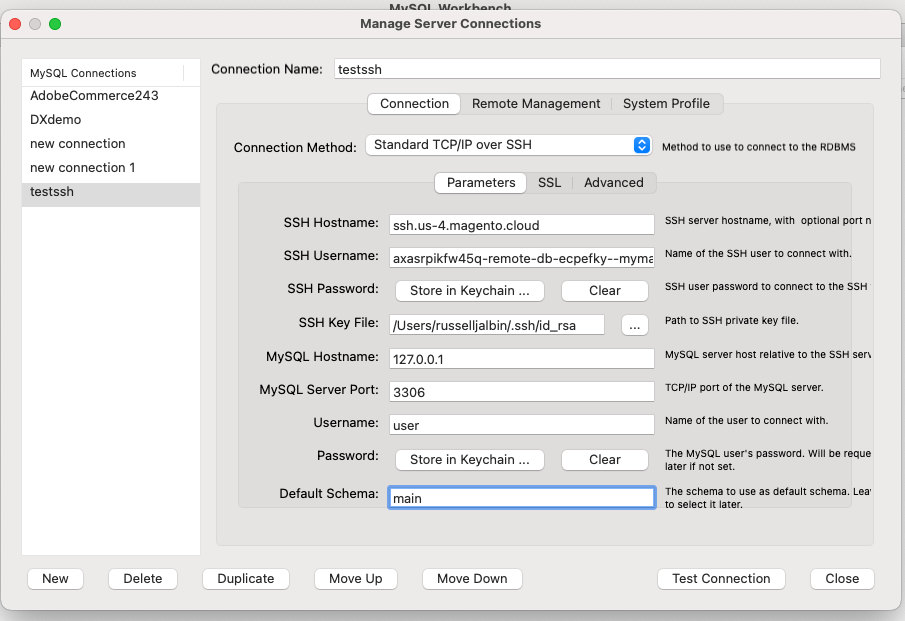 MySQL Workbench
Manage Server Connections
MySQL Connections
AdobeCommerce243
DXdemo
new connection
new connection 1
testssh
Connection Name: testssh
Connection Remote Management System Profile
Connection Method: Standard TCP/IP over SSH Method to use to connect to the RDBMS
Parameters SSL Advanced
SSH Hostname: ssh.us-4.magento.cloud SSH server hostname, with optional port n
SSH Username: axasrpikfw45q-remote-db-ecpefky--myma Name of the SSH user to connect with.
SSH Password: Store in Keychain ... Clear SSH user password to connect to the SSH
SSH Key File: /Users/russelljalbin/.ssh/id_rsa ... Path to SSH private key file.
MySQL Hostname: 127.0.0.1 MySQL server host relative to the SSH serv
MySQL Server Port: 3306 TCP/IP port of the MySQL server.
Username: user Name of the user to connect with.
Password: Store in Keychain ... Clear The MySQL user's password. Will be reque
later if not set.
Default Schema: main The schema to use as default schema. Lea
to select it later.
New Delete Duplicate Move Up Move Down Test Connection Close